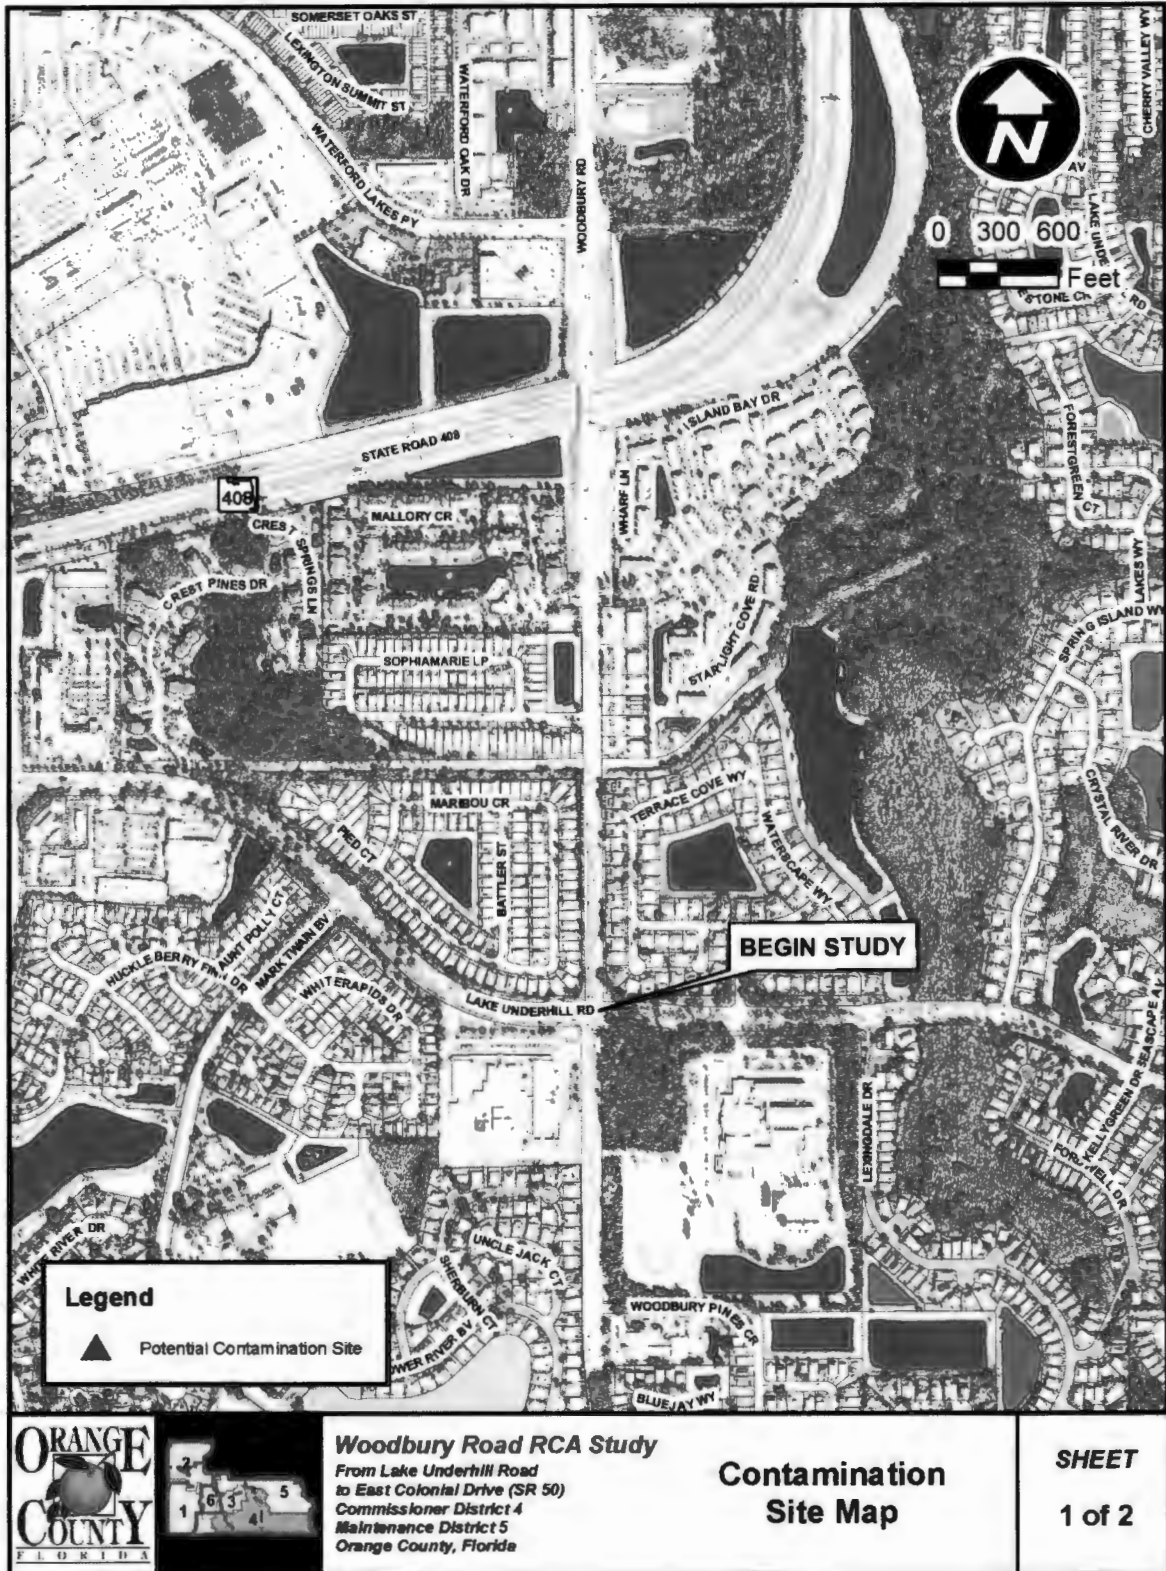 SOMERSET OAKS ST
LEXINGTON SUMMIT ST
WATERFORD OAK DR
WATERFORD LAKES PY
WOODBURY RD
CHERRY VALLEY WY
N
AV
0 300 600
Feet
ESTONE CR
RD
ISLAND BAY DR
STATE ROAD 408
408
FORESTGREEN CT
WHARF LN
MALLORY CR
CREST SPRINGS LN
CREST PINES DR
LAKES WY
SPRING ISLAND WY
STARLIGHT COVE RD
SOPHIAMARIE LP
CRYSTAL RIVER DR
MARIBOU CR
TERRACE COVE WY
PIED CT
BATTLER ST
WATERSCAPE WY
AUNT POLLY CT
MARK TWAIN BV
HUCKLE BERRY FINN DR
WHITERAPIDS DR
BEGIN STUDY
LAKE UNDERHILL RD
SEASCAPE AV
KELLYGREEN DR
LEXINGDALE DR
WHITE RIVER DR
UNCLE JACK CT
SHERBURN CT
OWER RIVER BV
WOODBURY PINES CR
BLUEJAY WY
Legend
Potential Contamination Site
ORANGE
COUNTY
FLORIDA
2
1 6 3 5
4
Woodbury Road RCA Study
From Lake Underhill Road
to East Colonial Drive (SR 50)
Commissioner District 4
Maintenance District 5
Orange County, Florida
Contamination
Site Map
SHEET
1 of 2